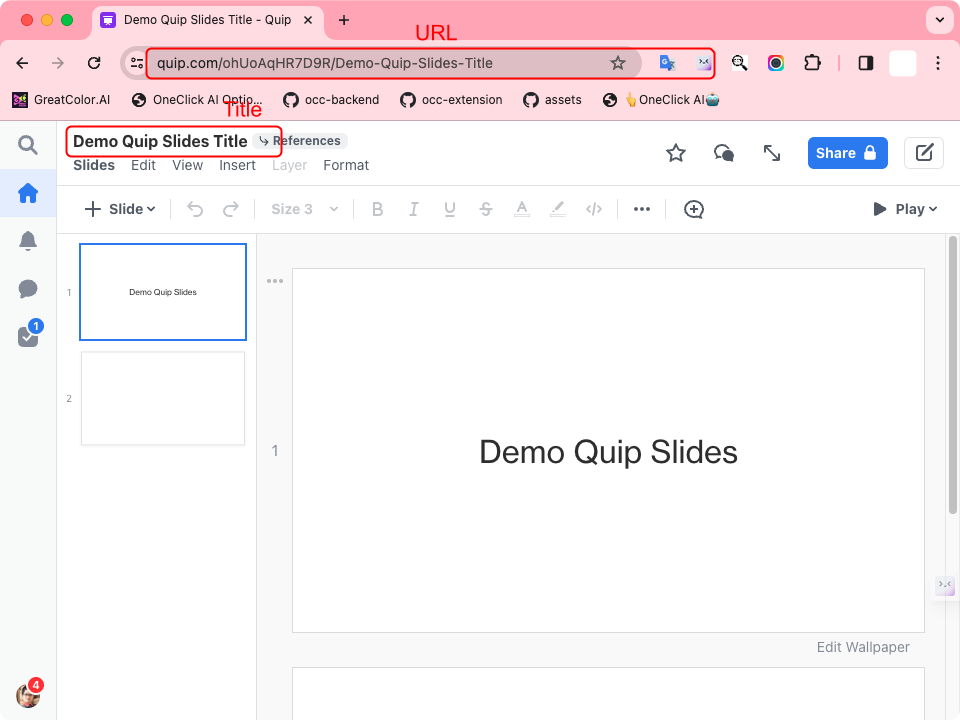 Demo Quip Slides Title - Quip
URL
quip.com/ohUoAqHR7D9R/Demo-Quip-Slides-Title
GreatColor.AI OneClick AI Optio... occ-backend occ-extension assets 👆OneClick AI🤖
Title
Demo Quip Slides Title References
Slides Edit View Insert Layer Format
Share
Slide Size 3 B I U S A </> ••• Play
1
Demo Quip Slides
2
1
Demo Quip Slides
1
Edit Wallpaper
4